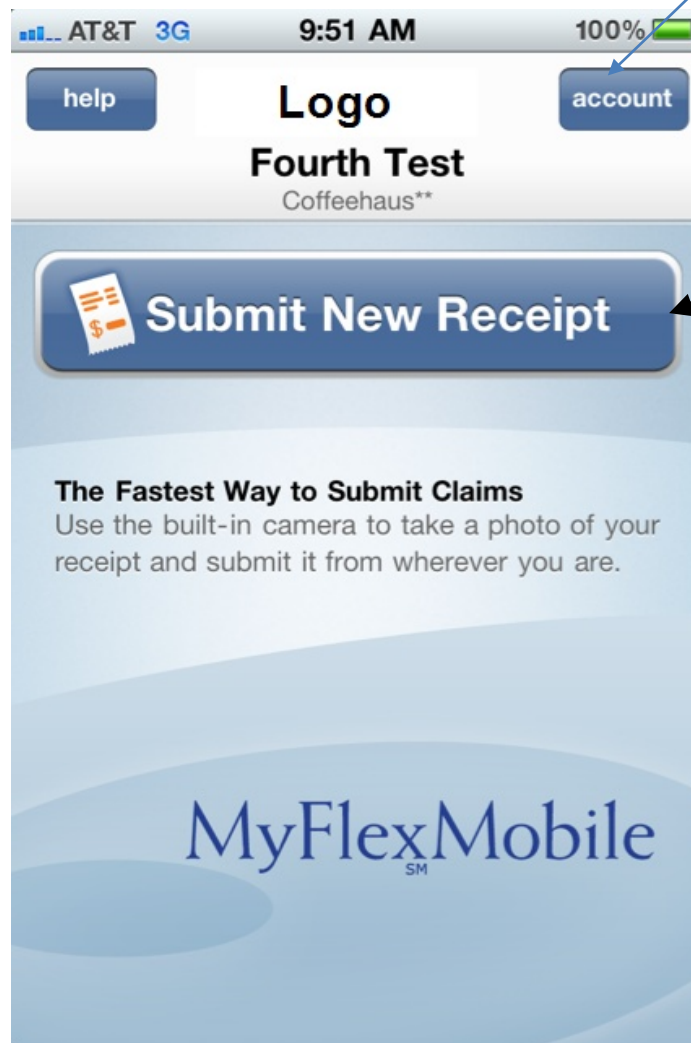 AT&T 3G 9:51 AM 100%
help Logo account
Fourth Test
Coffeehaus**
$
Submit New Receipt
The Fastest Way to Submit Claims
Use the built-in camera to take a photo of your
receipt and submit it from wherever you are.
MyFlexMobile
SM